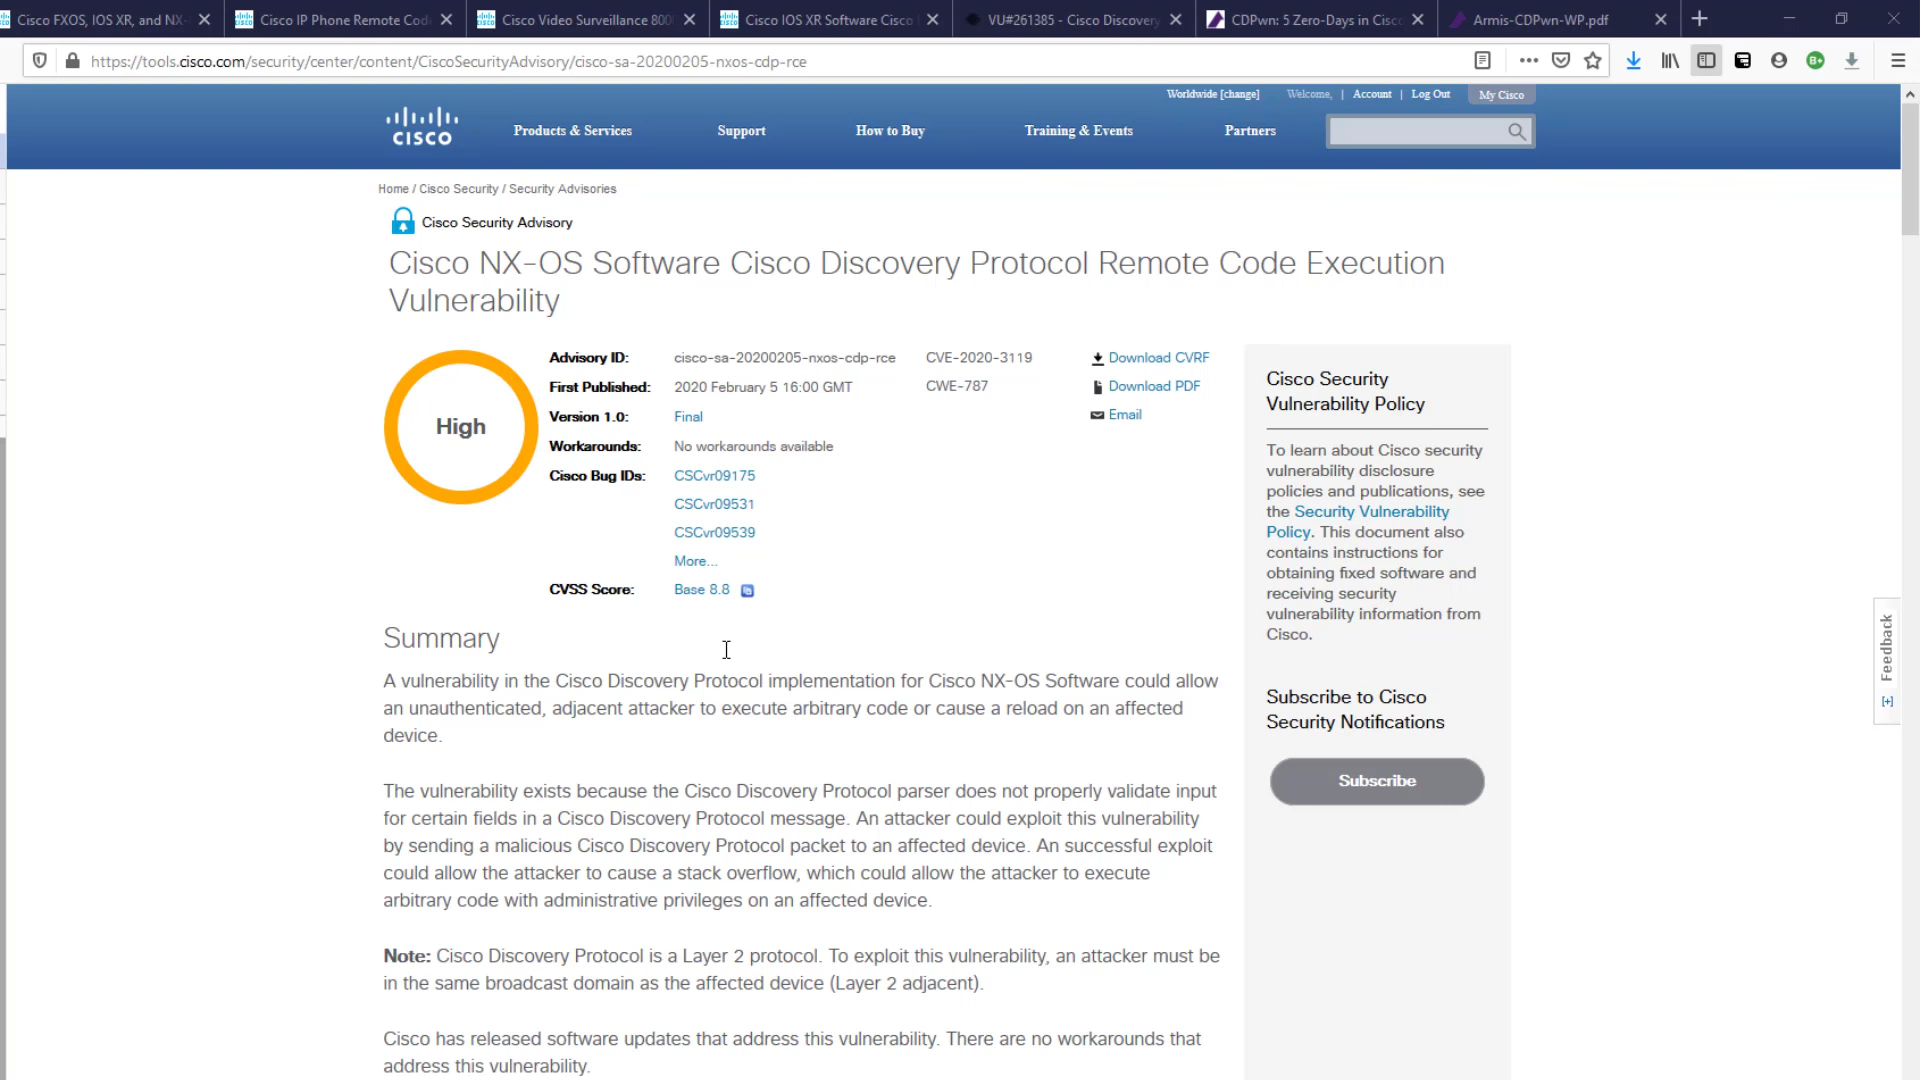 Cisco FXOS, IOS XR, and NX-
Cisco IP Phone Remote Code
Cisco Video Surveillance 800
Cisco IOS XR Software Cisco
VU#261385 - Cisco Discovery
CDPwn: 5 Zero-Days in Cisco
Armis-CDPwn-WP.pdf
https://tools.cisco.com/security/center/content/CiscoSecurityAdvisory/cisco-sa-20200205-nxos-cdp-rce
Worldwide [change]
Welcome, | Account | Log Out
My Cisco
CISCO
Products & Services
Support
How to Buy
Training & Events
Partners
Home / Cisco Security / Security Advisories
Cisco Security Advisory
Cisco NX-OS Software Cisco Discovery Protocol Remote Code Execution
Vulnerability
High
Advisory ID: cisco-sa-20200205-nxos-cdp-rce
First Published: 2020 February 5 16:00 GMT
Version 1.0: Final
Workarounds: No workarounds available
Cisco Bug IDs: CSCvr09175
CSCvr09531
CSCvr09539
More...
CVSS Score: Base 8.8
CVE-2020-3119
CWE-787
Download CVRF
Download PDF
Email
Summary
A vulnerability in the Cisco Discovery Protocol implementation for Cisco NX-OS Software could allow
an unauthenticated, adjacent attacker to execute arbitrary code or cause a reload on an affected
device.
The vulnerability exists because the Cisco Discovery Protocol parser does not properly validate input
for certain fields in a Cisco Discovery Protocol message. An attacker could exploit this vulnerability
by sending a malicious Cisco Discovery Protocol packet to an affected device. An successful exploit
could allow the attacker to cause a stack overflow, which could allow the attacker to execute
arbitrary code with administrative privileges on an affected device.
Note: Cisco Discovery Protocol is a Layer 2 protocol. To exploit this vulnerability, an attacker must be
in the same broadcast domain as the affected device (Layer 2 adjacent).
Cisco has released software updates that address this vulnerability. There are no workarounds that
address this vulnerability.
Cisco Security
Vulnerability Policy
To learn about Cisco security
vulnerability disclosure
policies and publications, see
the Security Vulnerability
Policy. This document also
contains instructions for
obtaining fixed software and
receiving security
vulnerability information from
Cisco.
Subscribe to Cisco
Security Notifications
Subscribe
Feedback
[+]